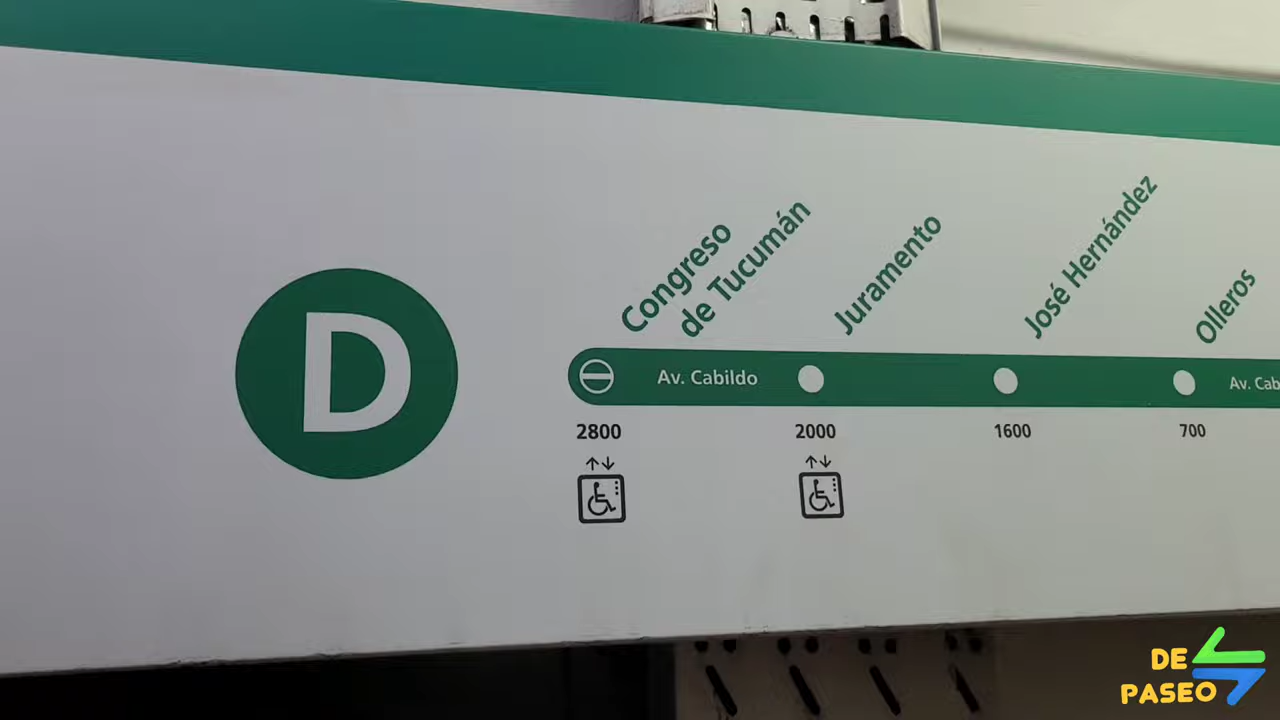 D
Congreso
de Tucumán
Juramento
José Hernández
Olleros
Av. Cabildo
Av. Cab
2800
2000
1600
700
DE
PASEO